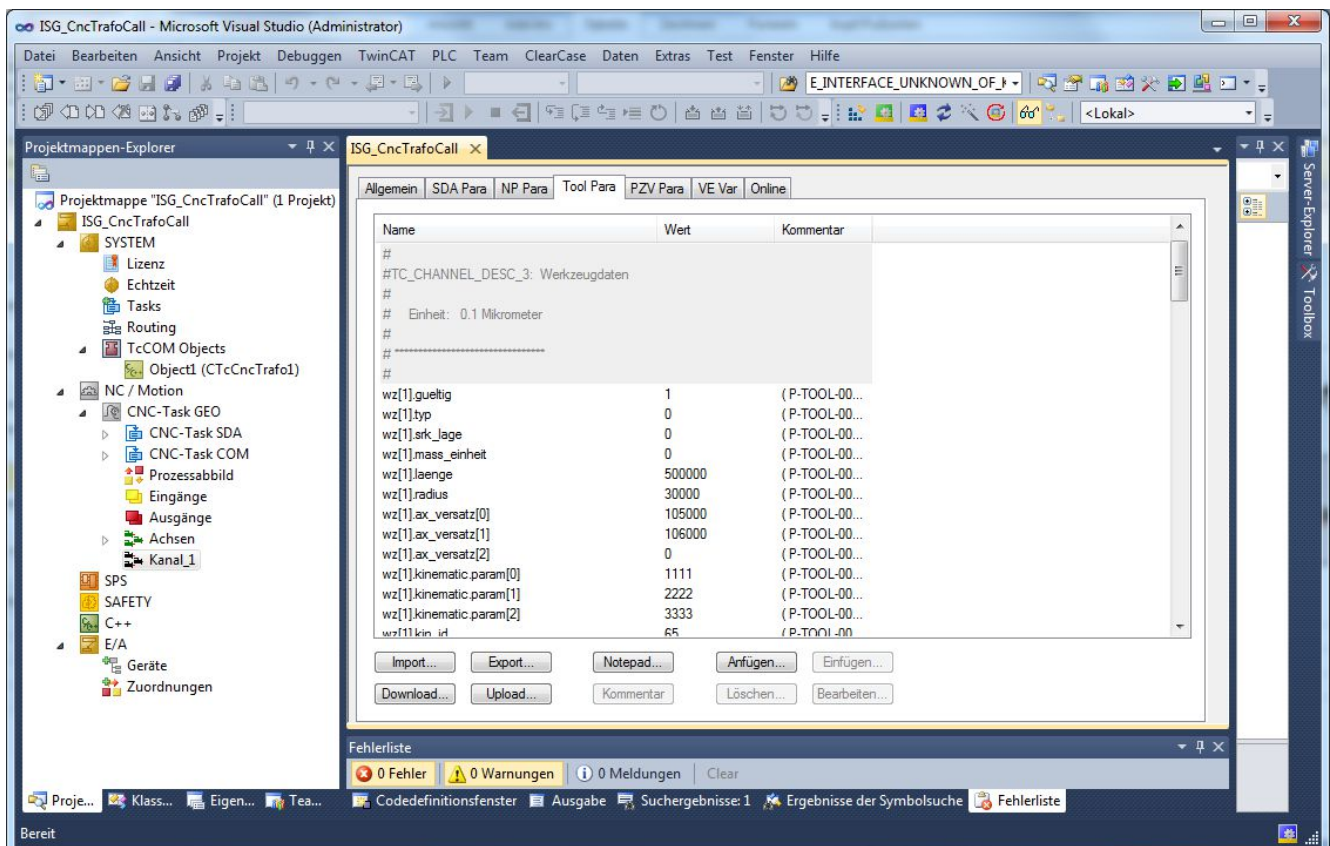 ISG_CncTrafoCall - Microsoft Visual Studio (Administrator)
Datei Bearbeiten Ansicht Projekt Debuggen TwinCAT PLC Team ClearCase Daten Extras Test Fenster Hilfe
E_INTERFACE_UNKNOWN_OF_
<Lokal>
Projektmappen-Explorer
Projektmappe "ISG_CncTrafoCall" (1 Projekt)
ISG_CncTrafoCall
SYSTEM
Lizenz
Echtzeit
Tasks
Routing
TcCOM Objects
Object1 (CTcCncTrafo1)
NC / Motion
CNC-Task GEO
CNC-Task SDA
CNC-Task COM
Prozessabbild
Eingänge
Ausgänge
Achsen
Kanal_1
SPS
SAFETY
C++
E/A
Geräte
Zuordnungen
Proje... Klass... Eigen... Tea...
ISG_CncTrafoCall
Allgemein SDA Para NP Para Tool Para PZV Para VE Var Online
Name Wert Kommentar
#
#TC_CHANNEL_DESC_3: Werkzeugdaten
#
# Einheit: 0.1 Mikrometer
#
# *********************************
#
wz[1].gueltig 1 ( P-TOOL-00...
wz[1].typ 0 ( P-TOOL-00...
wz[1].srk_lage 0 ( P-TOOL-00...
wz[1].mass_einheit 0 ( P-TOOL-00...
wz[1].laenge 500000 ( P-TOOL-00...
wz[1].radius 30000 ( P-TOOL-00...
wz[1].ax_versatz[0] 105000 ( P-TOOL-00...
wz[1].ax_versatz[1] 106000 ( P-TOOL-00...
wz[1].ax_versatz[2] 0 ( P-TOOL-00...
wz[1].kinematic.param[0] 1111 ( P-TOOL-00...
wz[1].kinematic.param[1] 2222 ( P-TOOL-00...
wz[1].kinematic.param[2] 3333 ( P-TOOL-00...
wz[1].kin_id 65 ( P-TOOL-00...
Import... Export... Notepad... Anfügen... Einfügen...
Download... Upload... Kommentar Löschen... Bearbeiten...
Fehlerliste
0 Fehler 0 Warnungen 0 Meldungen Clear
Codedefinitionsfenster Ausgabe Suchergebnisse: 1 Ergebnisse der Symbolsuche Fehlerliste
Server-Explorer
Toolbox
Bereit